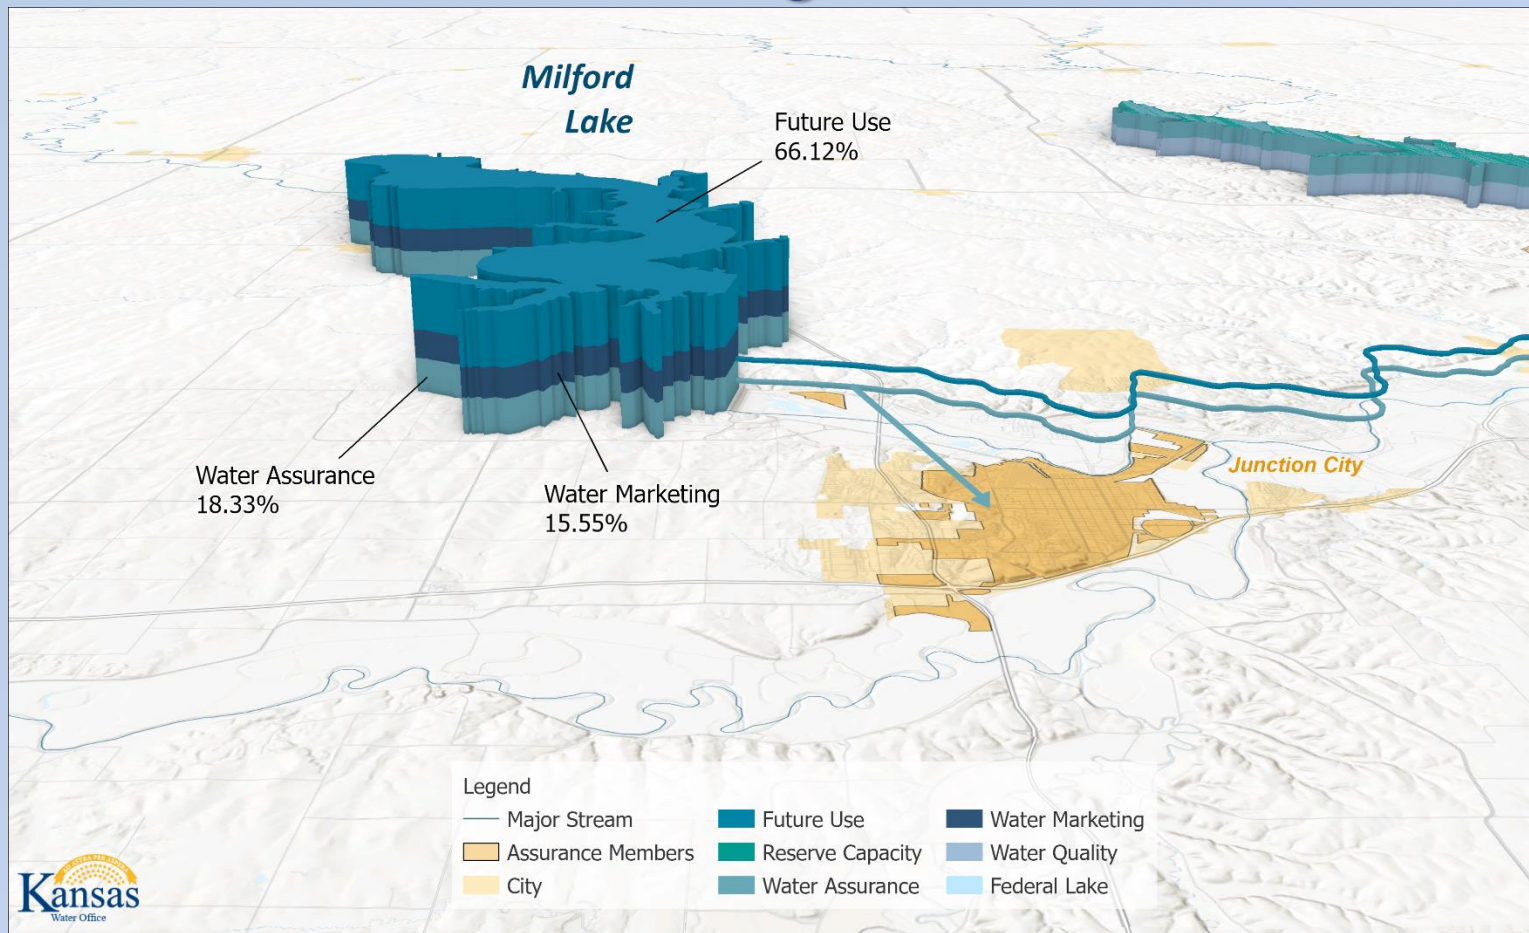 Milford
Lake
Future Use
66.12%
Water Assurance
18.33%
Water Marketing
15.55%
Junction City
Legend
Major Stream
Assurance Members
City
Future Use
Reserve Capacity
Water Assurance
Water Marketing
Water Quality
Federal Lake
Kansas
Water Office